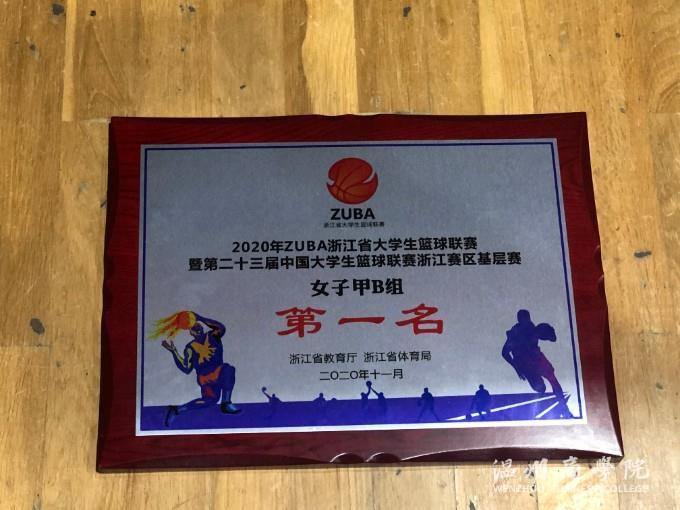 ZUBA
浙江省大学生篮球联赛
2020年ZUBA浙江省大学生篮球联赛
暨第二十三届中国大学生篮球联赛浙江赛区基层赛
女子甲B组
第一名
浙江省教育厅 浙江省体育局
二〇二〇年十一月
温州商學院
WENZHOU BUSINESS COLLEGE